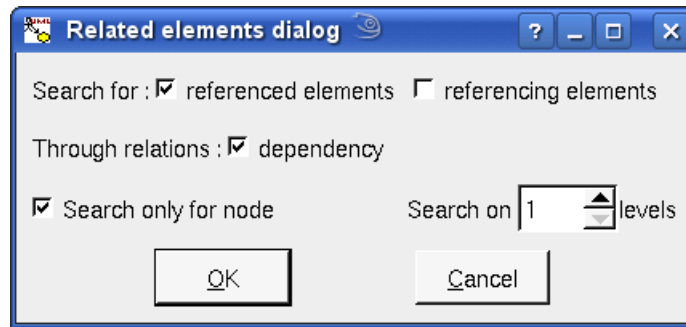 Related elements dialog
Search for : referenced elements referencing elements
Through relations : dependency
Search only for node Search on 1 levels
OK Cancel